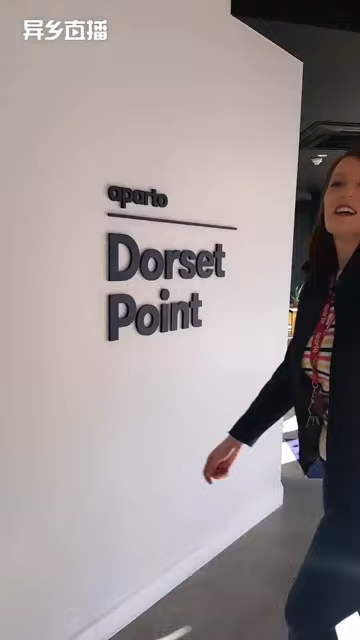 异乡直播
aparto
Dorset
Point